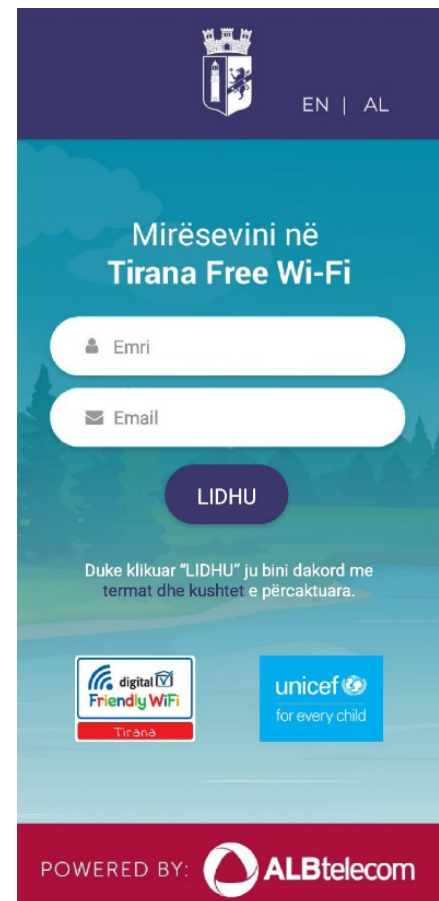 EN | AL
Mirësevini në
Tirana Free Wi-Fi
Emri
Email
LIDHU
Duke klikuar “LIDHU” ju bini dakord me
termat dhe kushtet e përcaktuara.
digital
Friendly WiFi
Tirana
unicef
for every child
POWERED BY: ALBtelecom